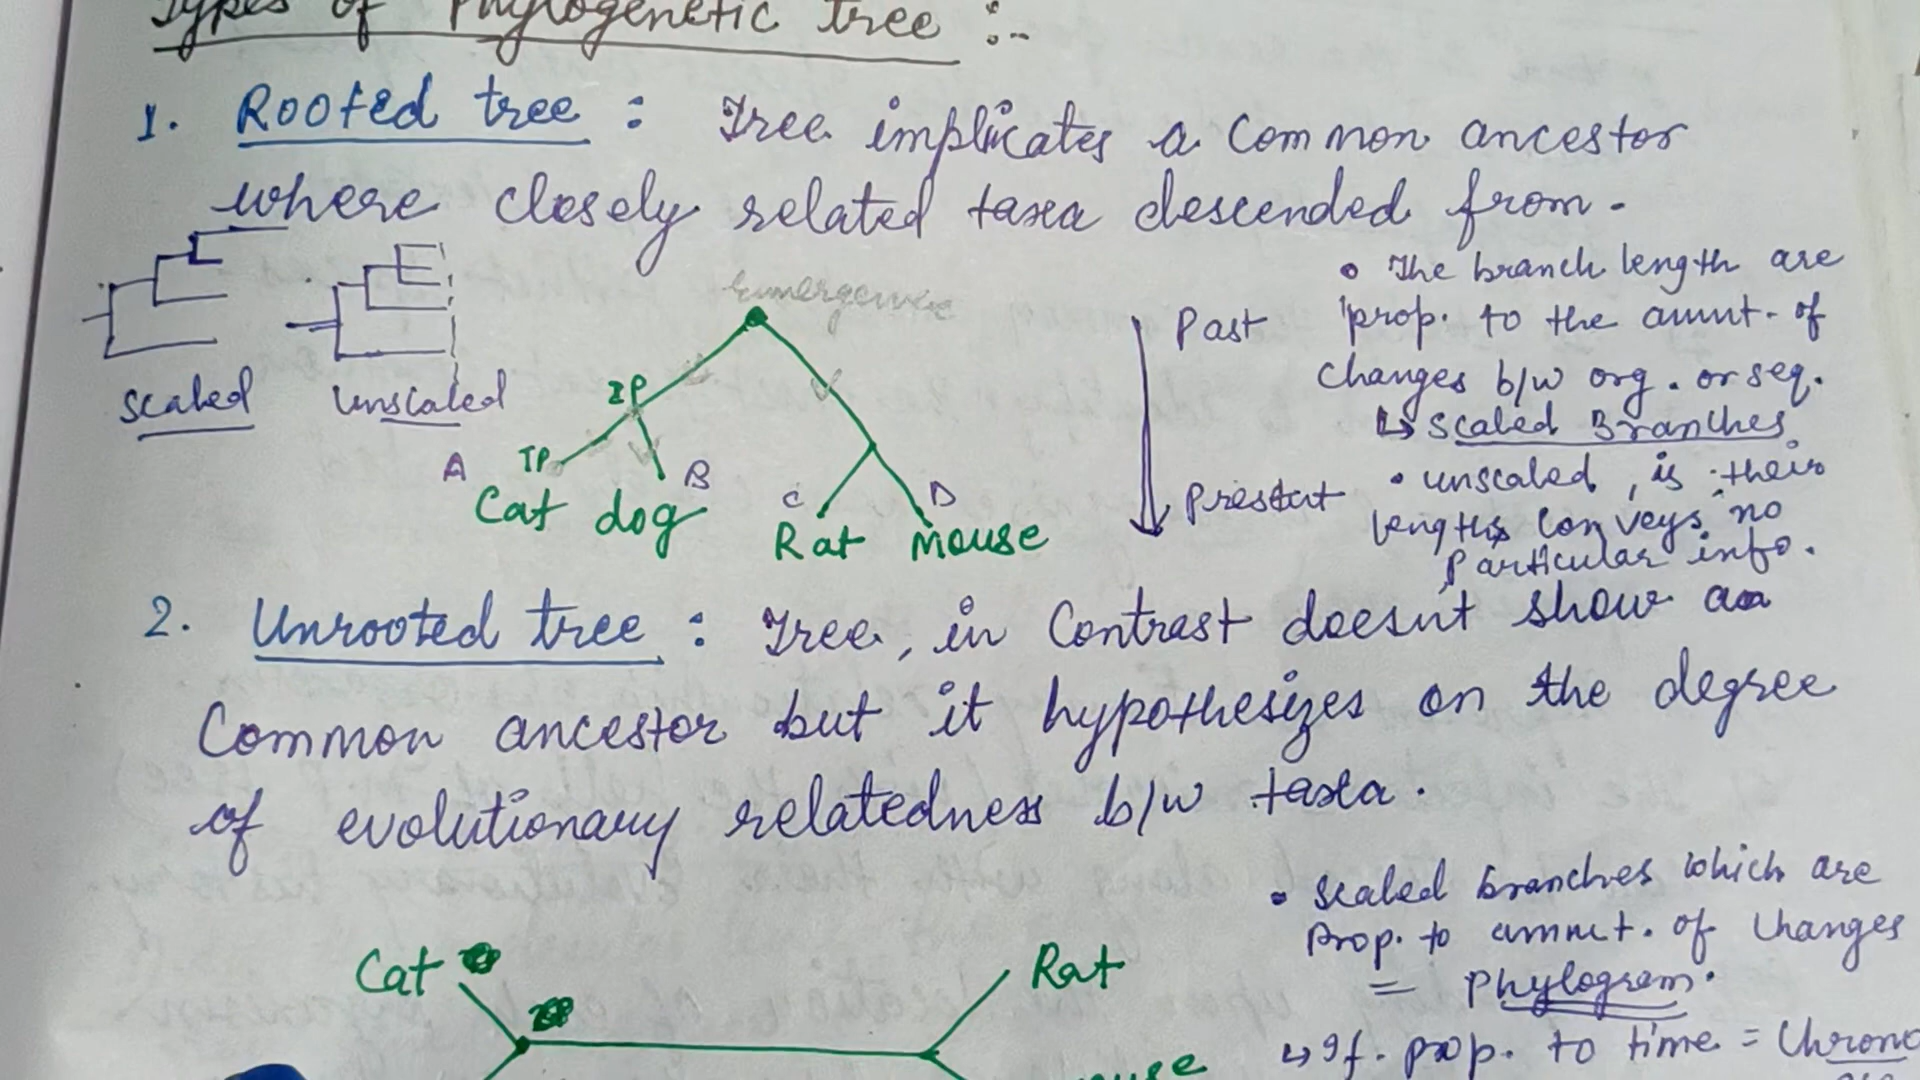 Types of Phylogenetic tree :-
1. Rooted tree : Tree implicates a common ancestor
where closely related taxa descended from.
scaled
unscaled
IP
TP
A
B
C
D
Cat dog
Rat Mouse
Past
• The branch length are
prop. to the amnt. of
changes b/w org. or seq.
↳ scaled Branches
• unscaled, is their
lengths conveys no
particular info.
2. Unrooted tree : Tree, in contrast doesn't show a
common ancestor but it hypothesizes on the degree
of evolutionary relatedness b/w taxa.
• scaled branches which are
prop. to amnt. of changes
= Phylogram.
↳ If. prop. to time = Chrono
Cat
Rat